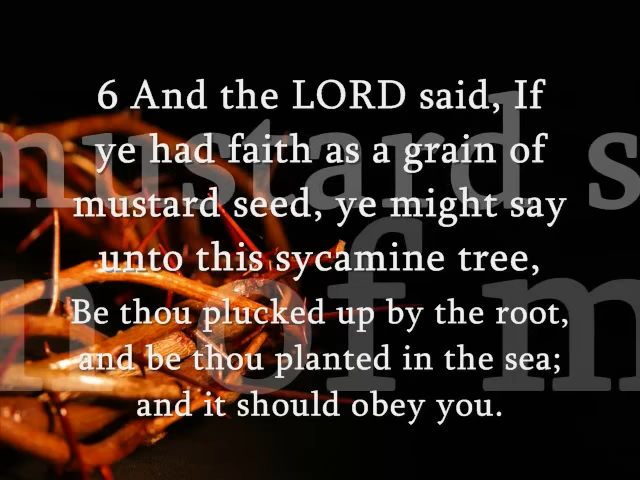 6 And the LORD said, If
ye had faith as a grain of
mustard seed, ye might say
unto this sycamine tree,
Be thou plucked up by the root,
and be thou planted in the sea;
and it should obey you.
mustard s
n of m